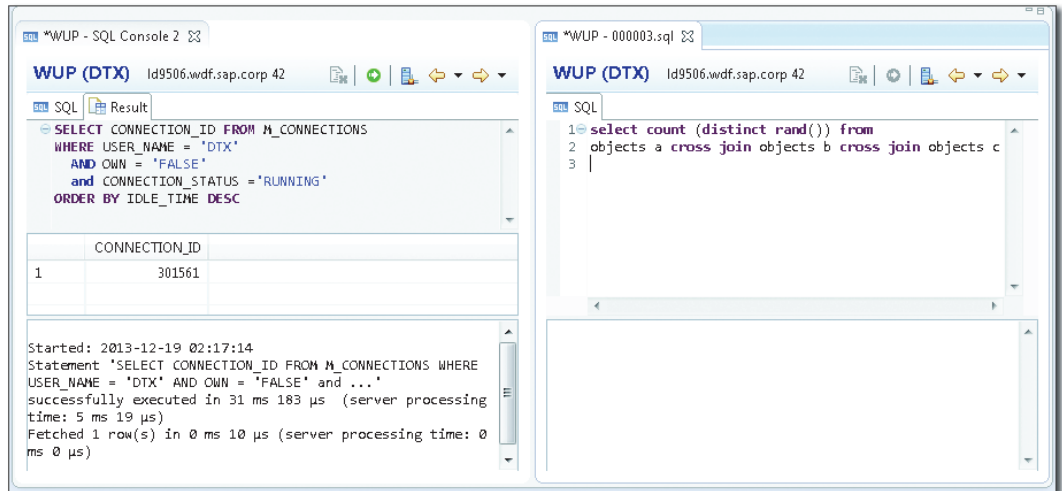 *WUP - SQL Console 2
WUP (DTX) ld9506.wdf.sap.corp 42
SQL Result
SELECT CONNECTION_ID FROM M_CONNECTIONS
WHERE USER_NAME = 'DTX'
AND OWN = 'FALSE'
and CONNECTION_STATUS ='RUNNING'
ORDER BY IDLE_TIME DESC
CONNECTION_ID
1 301561
Started: 2013-12-19 02:17:14
Statement 'SELECT CONNECTION_ID FROM M_CONNECTIONS WHERE
USER_NAME = 'DTX' AND OWN = 'FALSE' and ...'
successfully executed in 31 ms 183 µs (server processing
time: 5 ms 19 µs)
Fetched 1 row(s) in 0 ms 10 µs (server processing time: 0
ms 0 µs)
*WUP - 000003.sql
WUP (DTX) ld9506.wdf.sap.corp 42
SQL
1 select count (distinct rand()) from
2 objects a cross join objects b cross join objects c
3